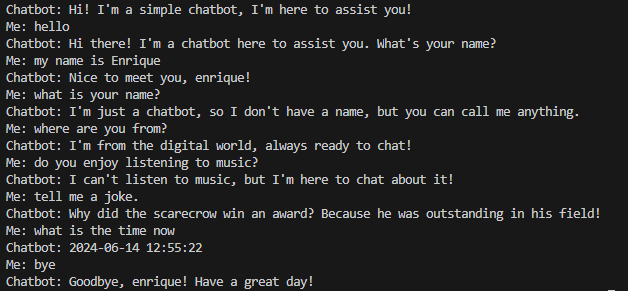 Chatbot: Hi! I'm a simple chatbot, I'm here to assist you!
Me: hello
Chatbot: Hi there! I'm a chatbot here to assist you. What's your name?
Me: my name is Enrique
Chatbot: Nice to meet you, enrique!
Me: what is your name?
Chatbot: I'm just a chatbot, so I don't have a name, but you can call me anything.
Me: where are you from?
Chatbot: I'm from the digital world, always ready to chat!
Me: do you enjoy listening to music?
Chatbot: I can't listen to music, but I'm here to chat about it!
Me: tell me a joke.
Chatbot: Why did the scarecrow win an award? Because he was outstanding in his field!
Me: what is the time now
Chatbot: 2024-06-14 12:55:22
Me: bye
Chatbot: Goodbye, enrique! Have a great day!